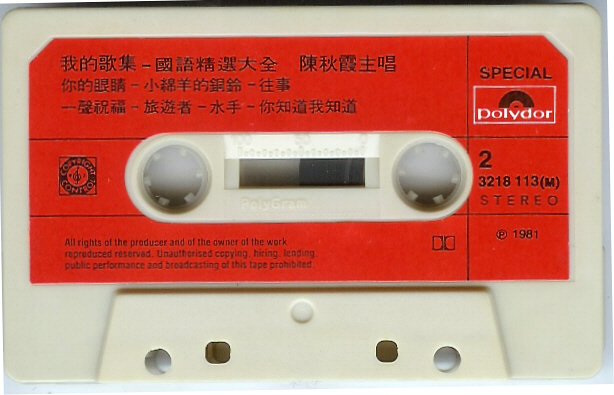 我的歌集－國語精選大全 陳秋霞主唱
你的眼睛－小綿羊的銅鈴－往事
一聲祝福－旅遊者－水手－你知道我知道
SPECIAL
polydor
2
3218 113(M)
STEREO
COPYRIGHT CONTROL
PolyGram
All rights of the producer and of the owner of the work
reproduced reserved. Unauthorised copying, hiring, lending,
public performance and broadcasting of this tape prohibited.
℗ 1981